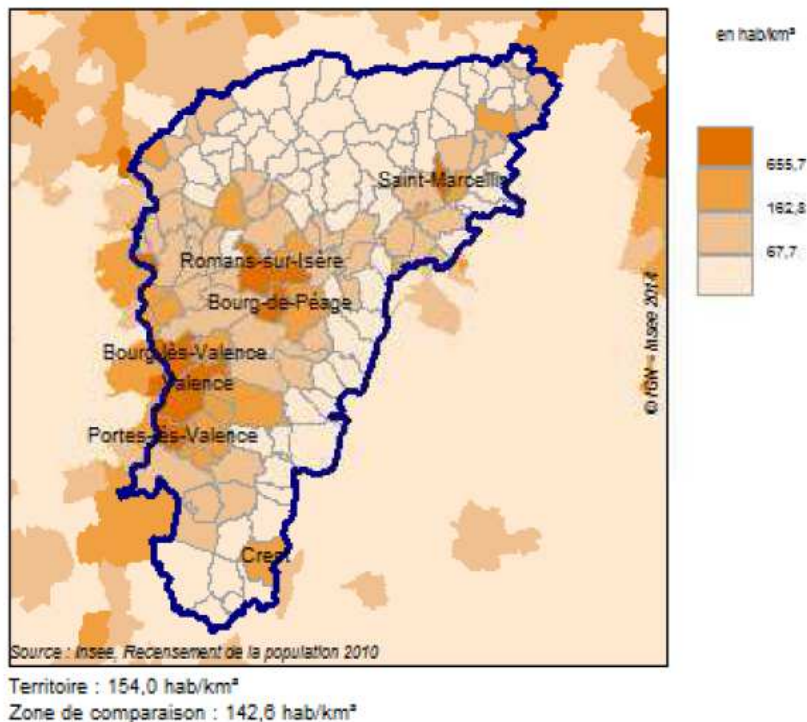 en hab/km²
655,7
162,8
67,7
Saint-Marcellin
Romans-sur-Isère
Bourg-de-Péage
Bourg-lès-Valence
Valence
Portes-lès-Valence
Crest
© IGN - Insee 2014
Source : Insee, Recensement de la population 2010
Territoire : 154,0 hab/km²
Zone de comparaison : 142,6 hab/km²